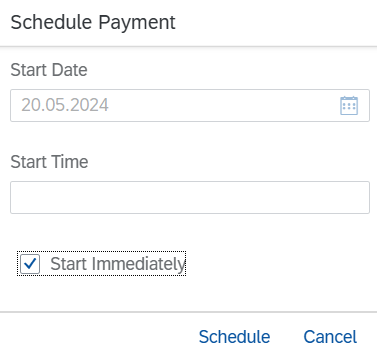 Schedule Payment
Start Date
20.05.2024
Start Time
Start Immediately
Schedule Cancel